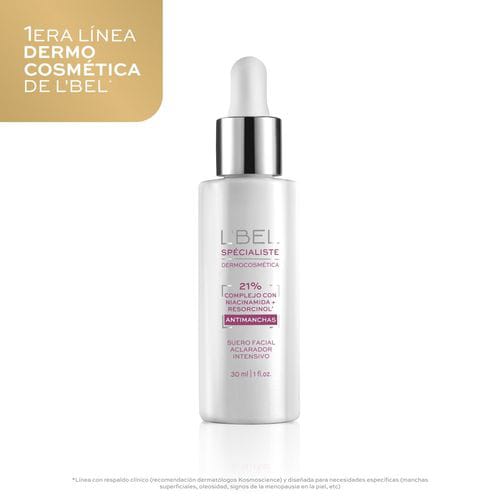 1ERA LÍNEA
DERMO
COSMÉTICA
DE L'BEL*
L'BEL
SPÉCIALISTE
DERMOCOSMÉTICA
21%
COMPLEJO CON
NIACINAMIDA +
RESORCINOL*
ANTIMANCHAS
SUERO FACIAL
ACLARADOR
INTENSIVO
30 ml | 1 fl.oz.
*Línea con respaldo clínico (recomendación dermatólogos Kosmoscience) y diseñada para necesidades específicas (manchas
superficiales, oleosidad, signos de la menopausia en la piel, etc)